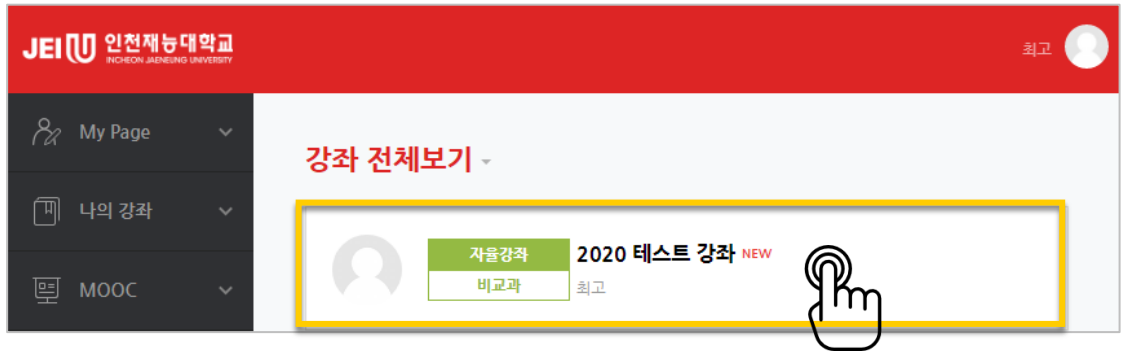 JEIU 인천재능대학교
INCHEON JAENEUNG UNIVERSITY
최고
My Page
나의 강좌
MOOC
강좌 전체보기
자율강좌
비교과
2020 테스트 강좌 NEW
최고